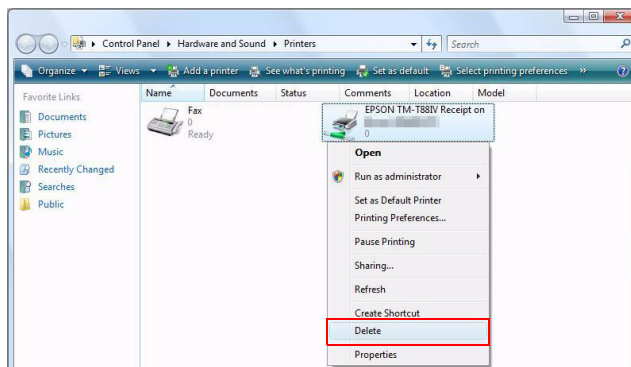 Control Panel ▸ Hardware and Sound ▸ Printers
Search
Organize Views Add a printer See what's printing Set as default Select printing preferences »
Favorite Links
Name Documents Status Comments Location Model
Documents
Pictures
Music
Recently Changed
Searches
Public
Fax
0
Ready
EPSON TM-T88IV Receipt on
0
Open
Run as administrator
Set as Default Printer
Printing Preferences...
Pause Printing
Sharing...
Refresh
Create Shortcut
Delete
Properties